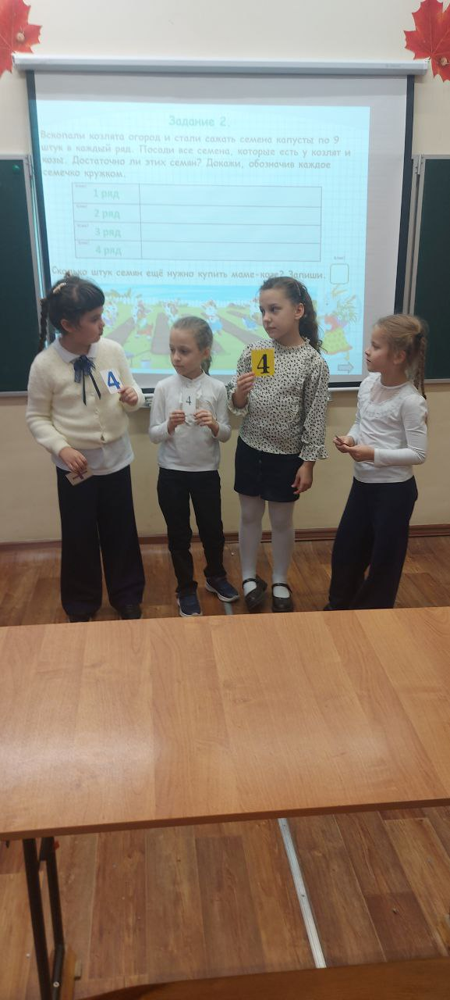 Задание 2.
Вскопали козлята огород и стали сажать семена капусты по 9
штук в каждый ряд. Посади все семена, которые есть у козлят и
козы. Достаточно ли этих семян? Докажи, обозначив каждое
семечко кружком.
1 ряд
2 ряд
3 ряд
4 ряд
Сколько штук семян ещё нужно купить маме-козе? Запиши.
4
4
4